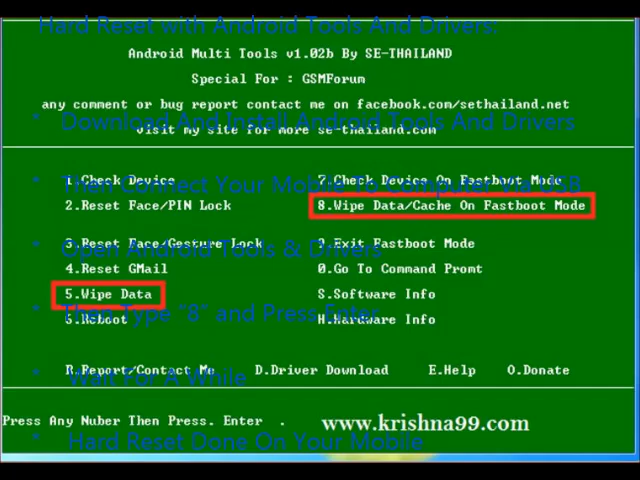 Hard Reset with Android Tools And Drivers:
Android Multi Tools v1.02b By SE-THAILAND
Special For : GSMForum
any comment or bug report contact me on facebook.com/sethailand.net
* Download And Install Android Tools And Drivers
visit my site for more se-thailand.com
1.Check Device 7.Check Device On Fastboot Mode
* Then Connect Your Mobile To Computer Via USB
2.Reset Face/PIN Lock 8.Wipe Data/Cache On Fastboot Mode
3.Reset Face/Gesture Lock 9.Exit Fastboot Mode
* Open Android Tools & Drivers
4.Reset GMail 0.Go To Command Promt
5.Wipe Data S.Software Info
* Then Type "8" and Press Enter
6.Reboot H.Hardware Info
R.Report/Contact Me D.Driver Download E.Help O.Donate
* Wait For A While
Press Any Nuber Then Press. Enter .
www.krishna99.com
* Hard Reset Done On Your Mobile